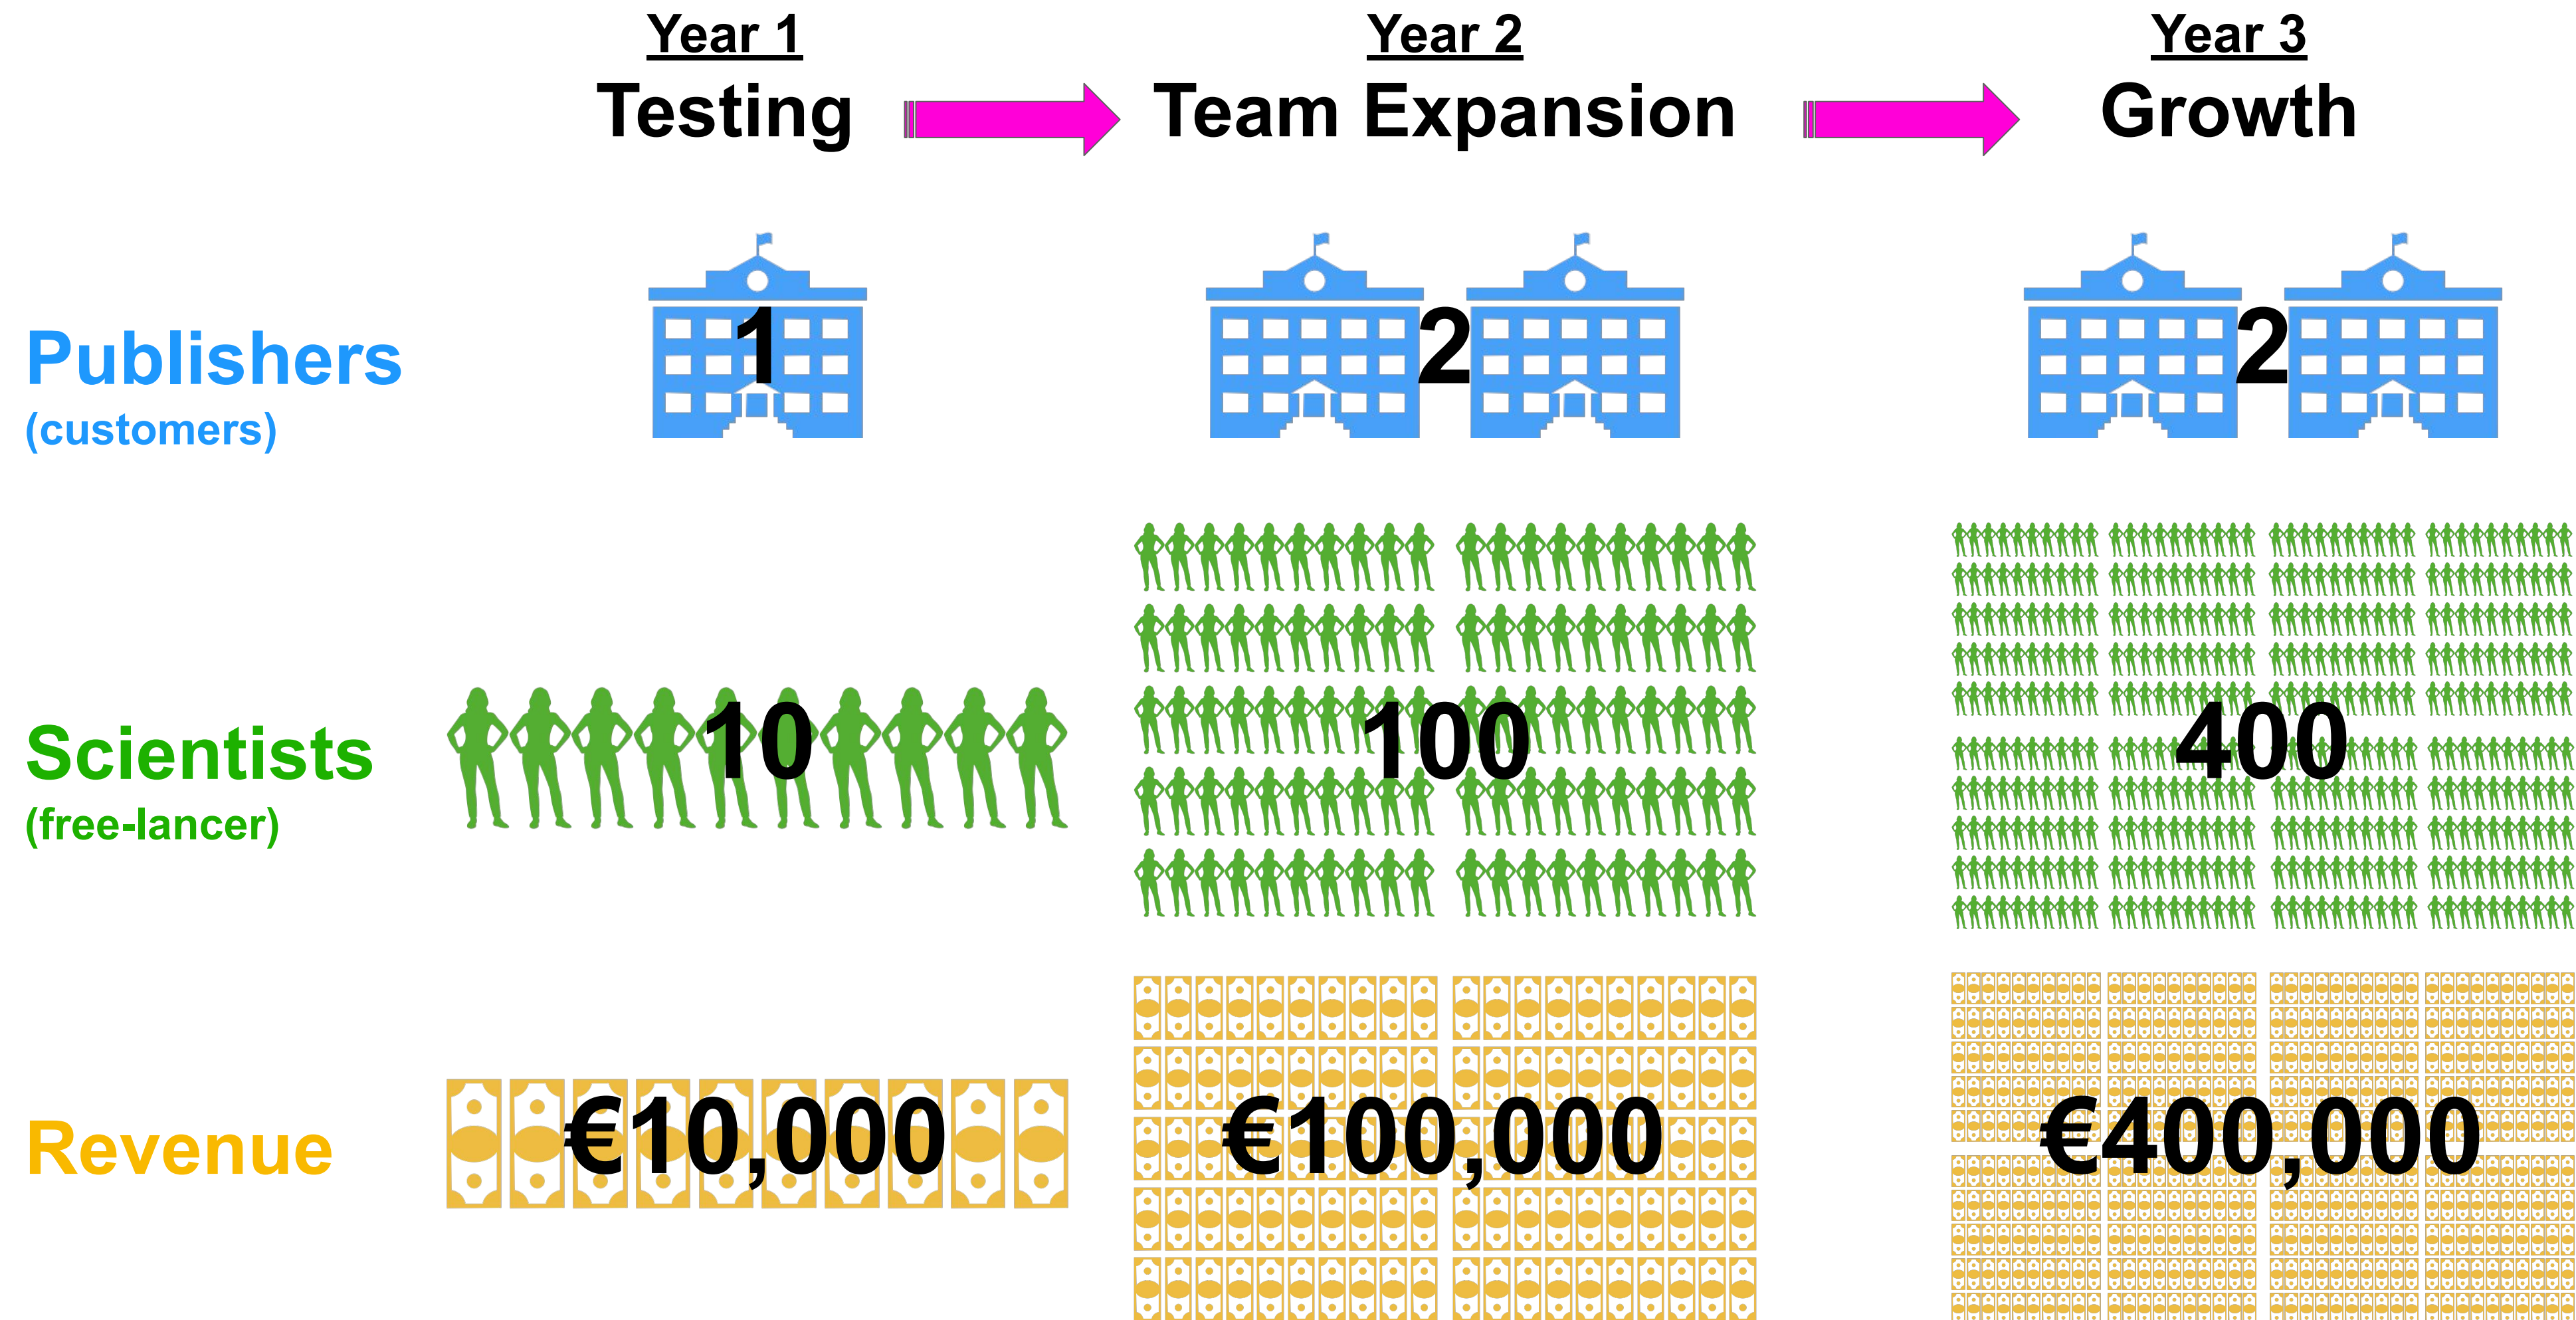 Year 1
Year 2
Year 3
Testing
Team Expansion
Growth
Publishers
(customers)
1
2
2
Scientists
(free-lancer)
10
100
400
Revenue
€10,000
€100,000
€400,000